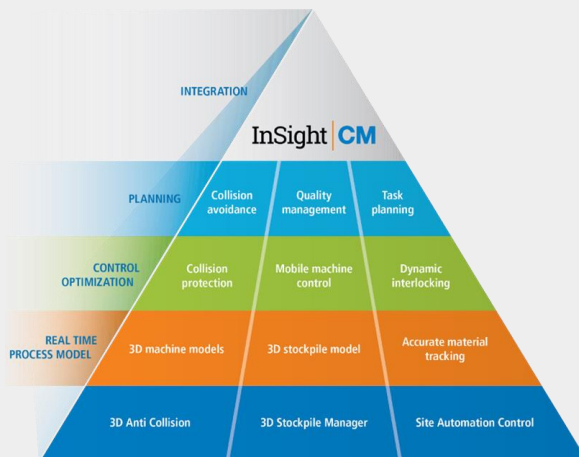 INTEGRATION
InSight|CM
PLANNING
Collision
avoidance
Quality
management
Task
planning
CONTROL
OPTIMIZATION
Collision
protection
Mobile machine
control
Dynamic
interlocking
REAL TIME
PROCESS MODEL
3D machine models
3D stockpile model
Accurate material
tracking
3D Anti Collision
3D Stockpile Manager
Site Automation Control